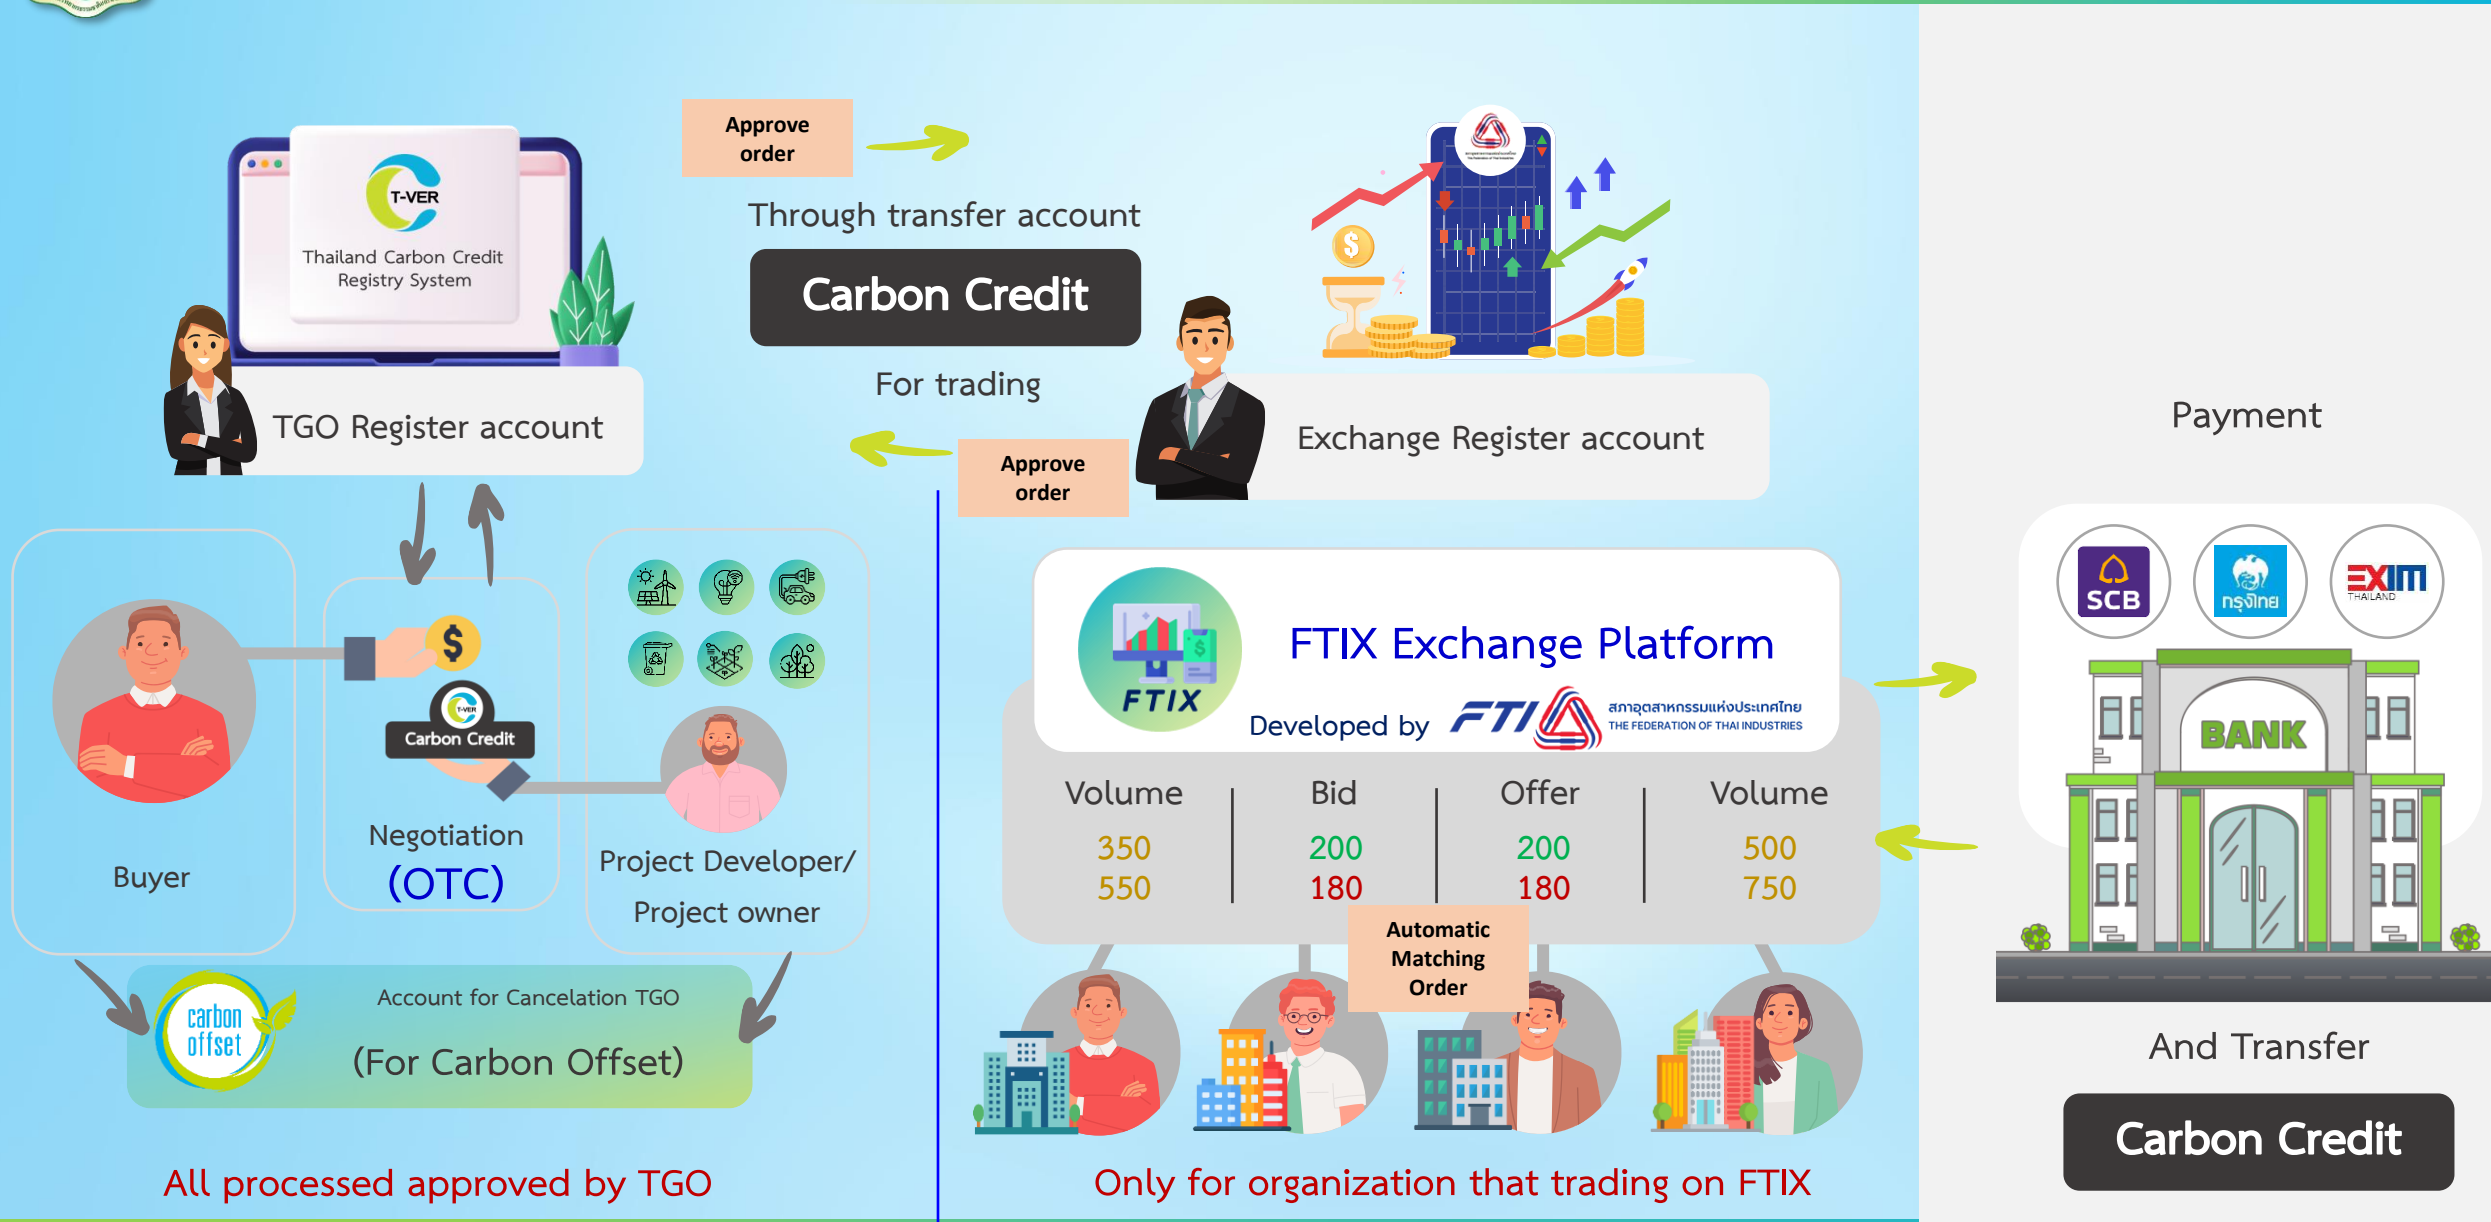 Approve
order
Through transfer account
Carbon Credit
For trading
Approve
order
T-VER
Thailand Carbon Credit
Registry System
TGO Register account
Exchange Register account
Buyer
T-VER
Carbon Credit
Negotiation
(OTC)
Project Developer/
Project owner
carbon
offset
Account for Cancelation TGO
(For Carbon Offset)
All processed approved by TGO
FTIX
FTIX Exchange Platform
Developed by
FTI
สภาอุตสาหกรรมแห่งประเทศไทย
THE FEDERATION OF THAI INDUSTRIES
Volume Bid Offer Volume
350 200 200 500
550 180 180 750
Automatic
Matching
Order
Only for organization that trading on FTIX
Payment
SCB
กรุงไทย
EXIM
THAILAND
BANK
And Transfer
Carbon Credit